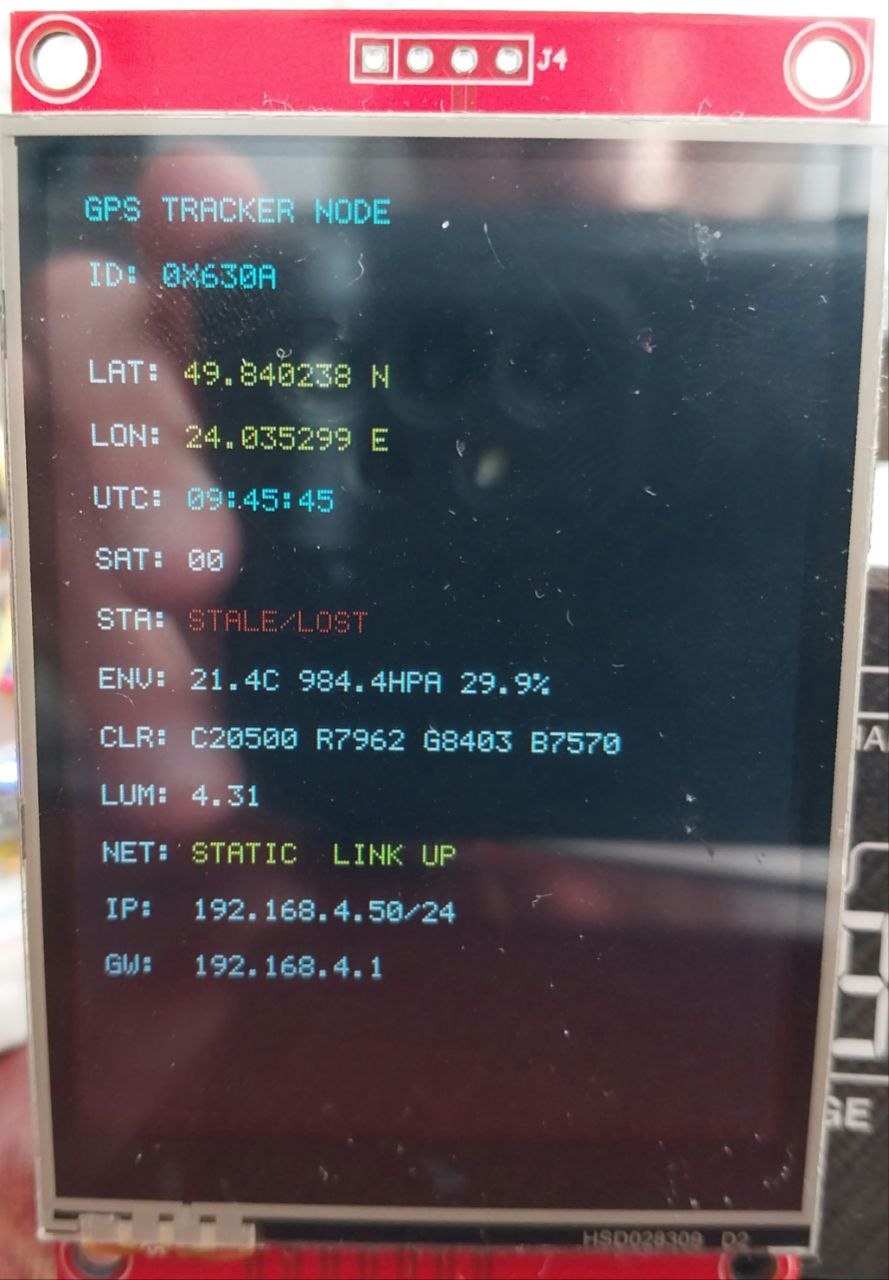 J4
GPS TRACKER NODE
ID: 0X630A
LAT: 49.840238 N
LON: 24.035299 E
UTC: 09:45:45
SAT: 00
STA: STALE/LOST
ENV: 21.4C 984.4HPA 29.9%
CLR: C20500 R7962 G8403 B7570
LUM: 4.31
NET: STATIC LINK UP
IP: 192.168.4.50/24
GW: 192.168.4.1
HSD028309 D2